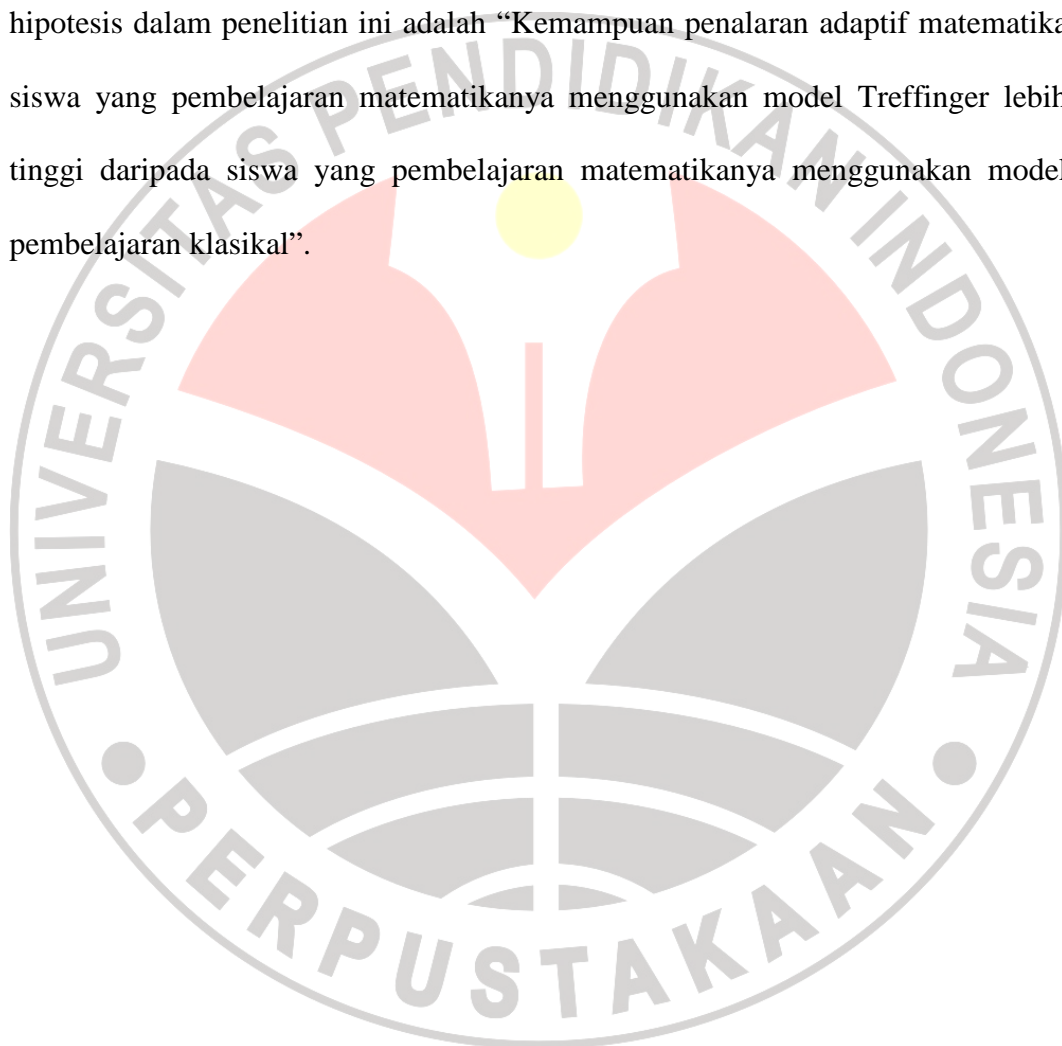 hipotesis dalam penelitian ini adalah “Kemampuan penalaran adaptif matematika
siswa yang pembelajaran matematikanya menggunakan model Treffinger lebih
tinggi daripada siswa yang pembelajaran matematikanya menggunakan model
pembelajaran klasikal”.
UNIVERSITAS PENDIDIKAN INDONESIA
PERPUSTAKAAN